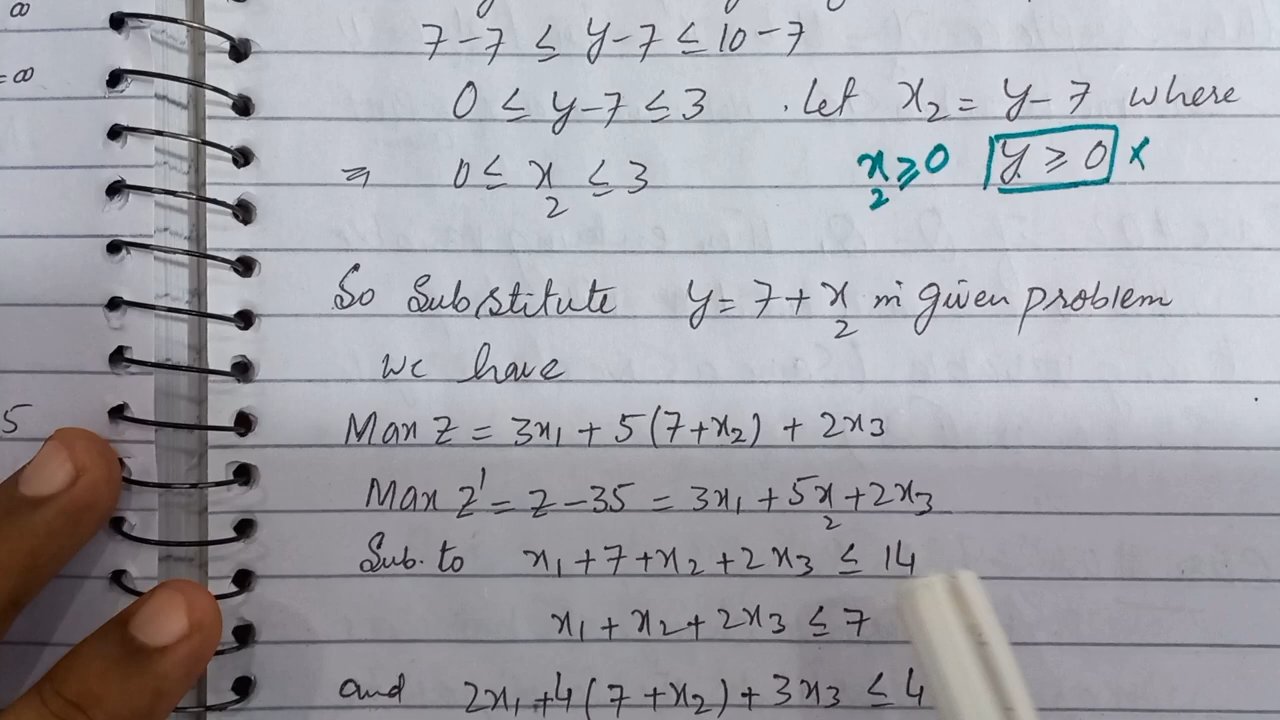 ∞
7-7 ≤ y-7 ≤ 10-7
=∞
0 ≤ y-7 ≤ 3 . Let x₂ = y-7 where
⇒ 0 ≤ x₂ ≤ 3 x₂ ≥ 0 y ≥ 0 ×
So Substitute y = 7 + x₂ in given problem
we have
5
Max Z = 3x₁ + 5(7+x₂) + 2x₃
Max Z' = Z - 35 = 3x₁ + 5x₂ + 2x₃
Sub. to x₁ + 7 + x₂ + 2x₃ ≤ 14
x₁ + x₂ + 2x₃ ≤ 7
and 2x₁ + 4(7 + x₂) + 3x₃ ≤ 4